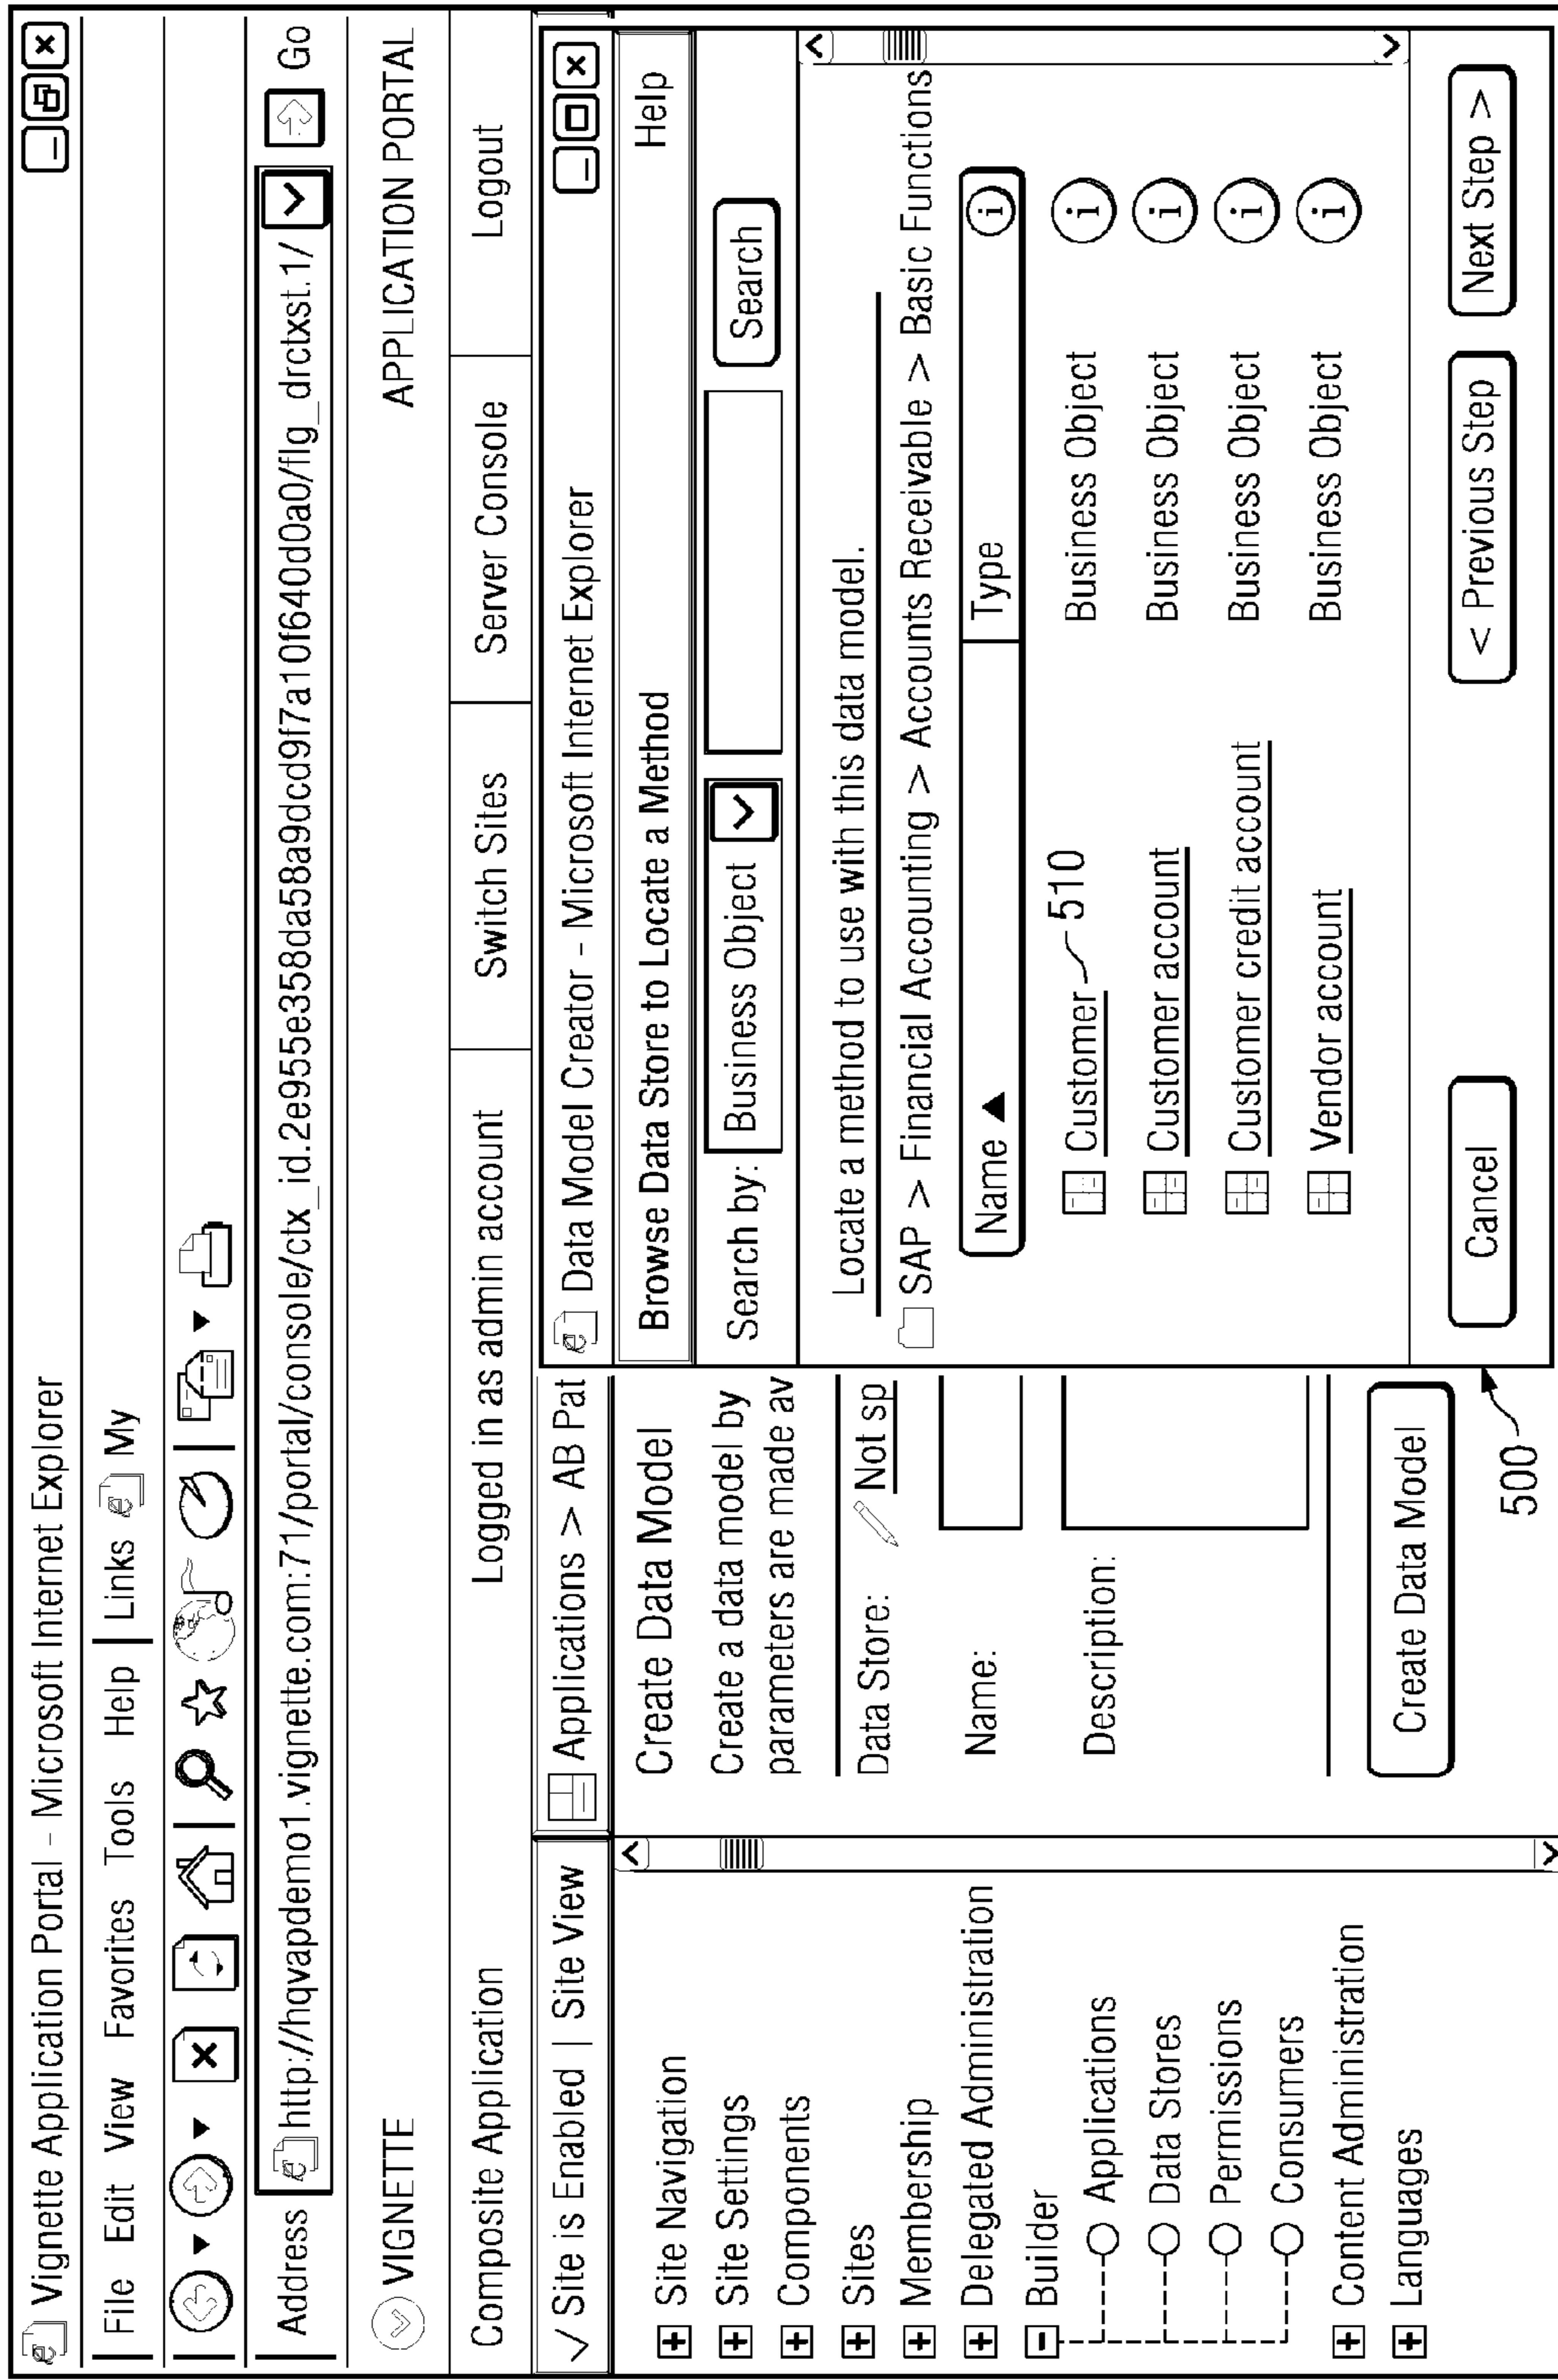 Vignette Application Portal - Microsoft Internet Explorer
File Edit View Favorites Tools Help Links My
Address http://hqvapdemo1.vignette.com:71/portal/console/ctx_id.2e955e358da58a9dcd9f7a10f640d0a0/flg_drctxst.1/ Go
VIGNETTE APPLICATION PORTAL
Composite Application Logged in as admin account Switch Sites Server Console Logout
Site is Enabled | Site View
Site Navigation
Site Settings
Components
Sites
Membership
Delegated Administration
Builder
Applications
Data Stores
Permissions
Consumers
Content Administration
Languages
Applications > AB Pat
Create Data Model
Create a data model by
parameters are made av
Data Store: Not sp
Name:
Description:
Create Data Model
500
Data Model Creator - Microsoft Internet Explorer
Browse Data Store to Locate a Method Help
Search by: Business Object Search
Locate a method to use with this data model.
SAP > Financial Accounting > Accounts Receivable > Basic Functions
Name Type i
Customer 510 Business Object i
Customer account Business Object i
Customer credit account Business Object i
Vendor account Business Object i
Cancel < Previous Step Next Step >